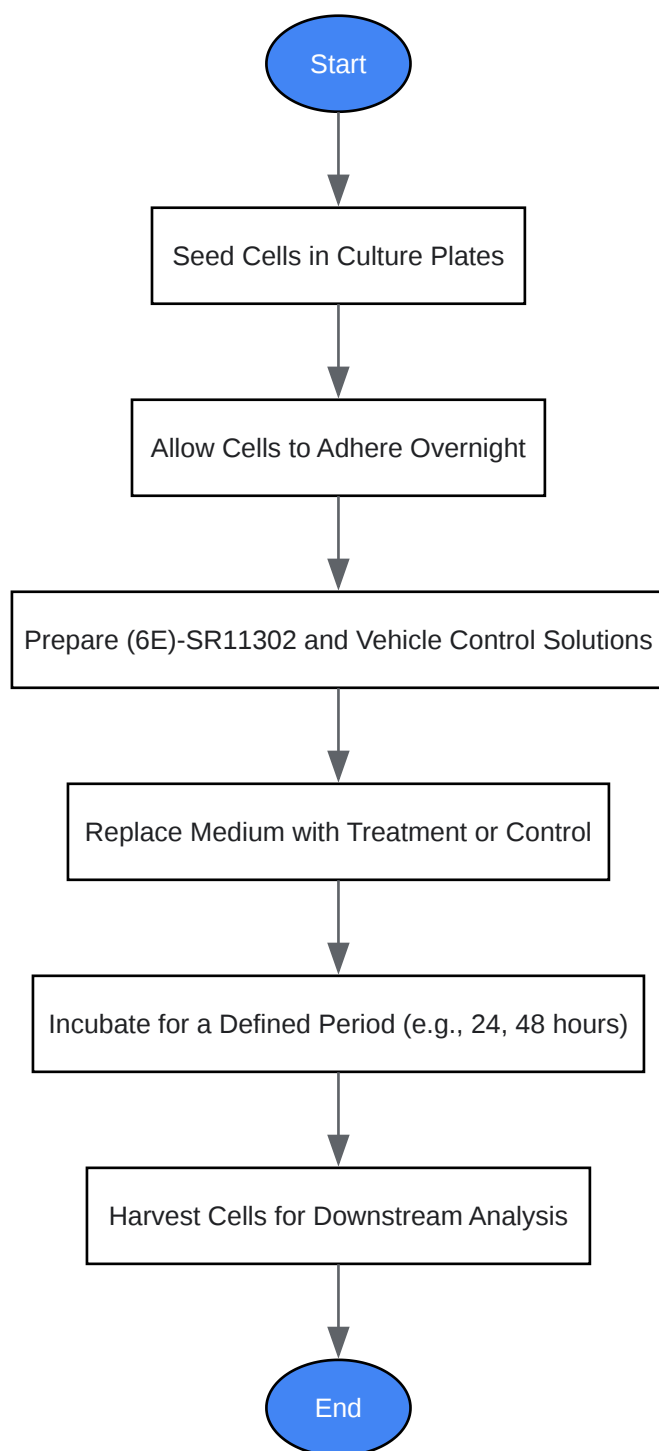 Start
Seed Cells in Culture Plates
Allow Cells to Adhere Overnight
Prepare (6E)-SR11302 and Vehicle Control Solutions
Replace Medium with Treatment or Control
Incubate for a Defined Period (e.g., 24, 48 hours)
Harvest Cells for Downstream Analysis
End